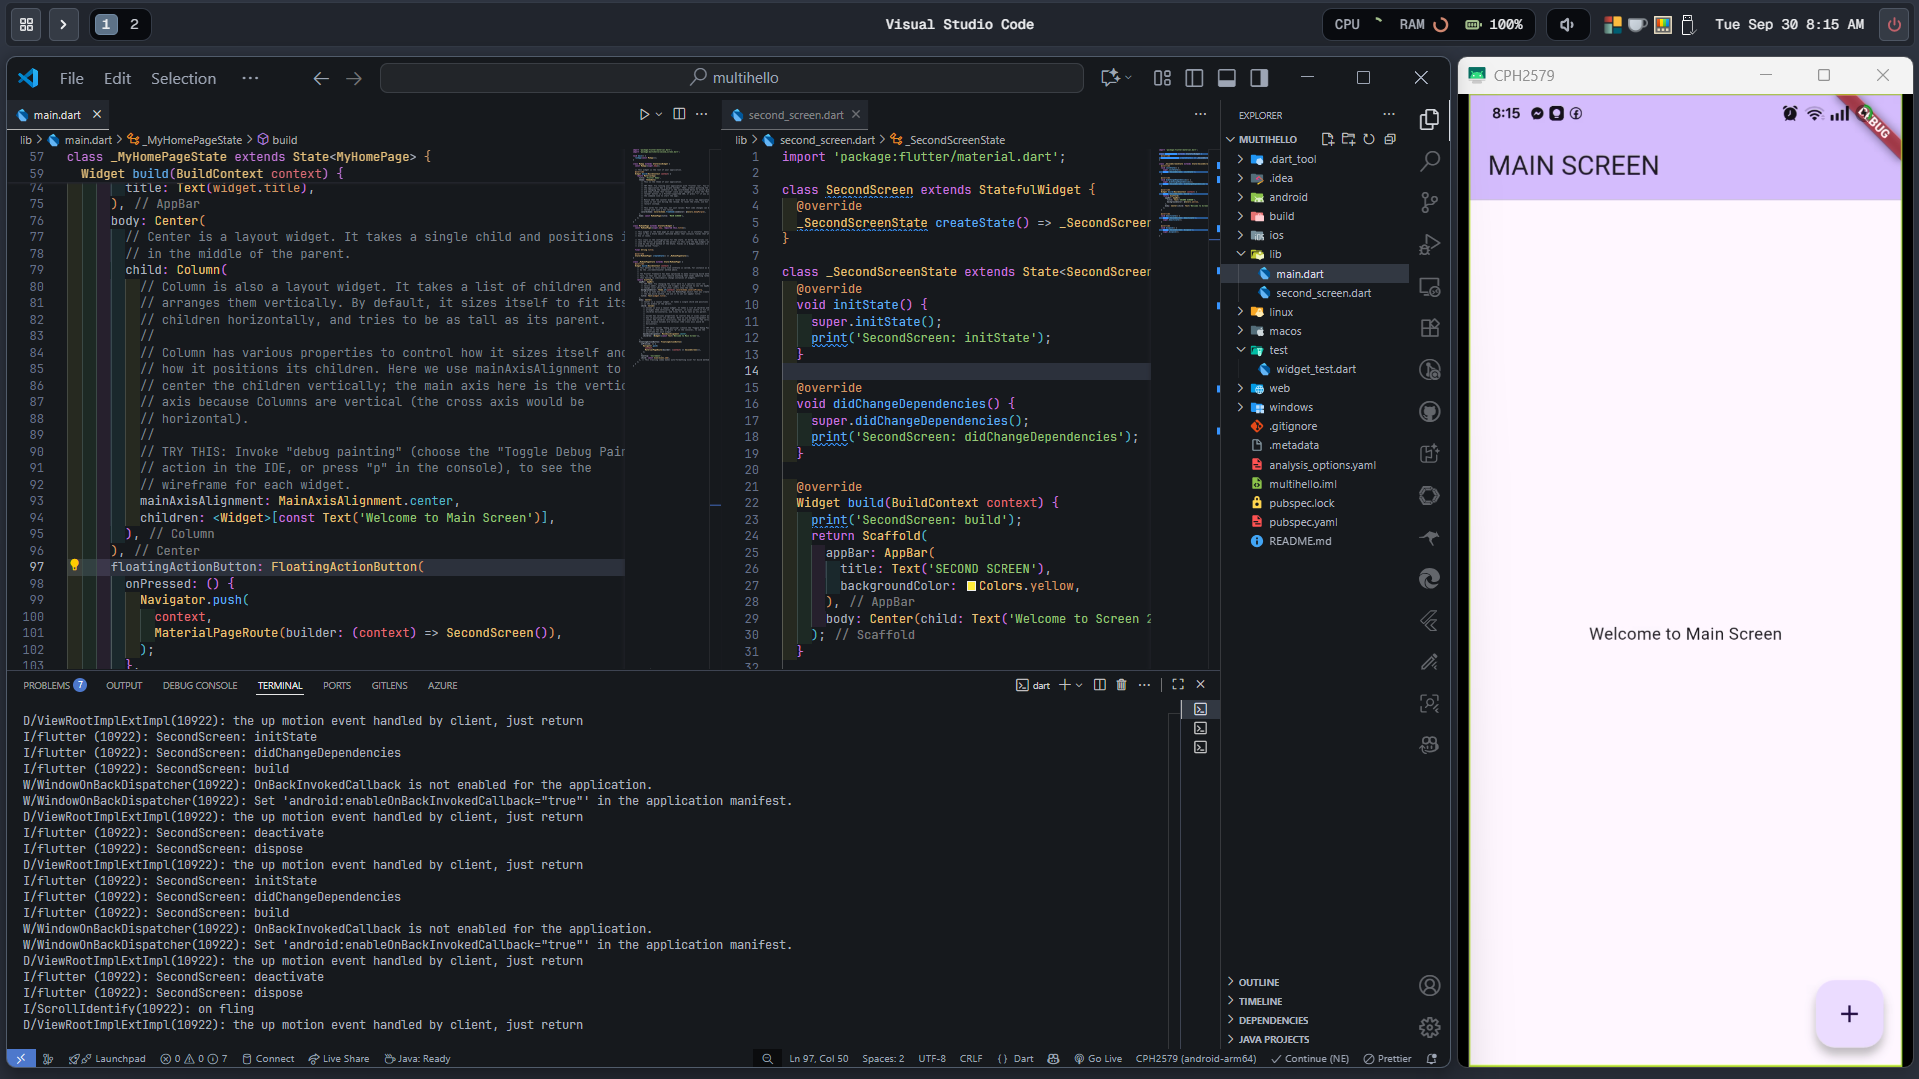 1 2
Visual Studio Code
CPU RAM 100% Tue Sep 30 8:15 AM
File Edit Selection ···
multihello
main.dart
lib > main.dart > _MyHomePageState > build
57 class _MyHomePageState extends State<MyHomePage> {
59 Widget build(BuildContext context) {
74 title: Text(widget.title),
75 ), // AppBar
76 body: Center(
77 // Center is a layout widget. It takes a single child and positions i
78 // in the middle of the parent.
79 child: Column(
80 // Column is also a layout widget. It takes a list of children and
81 // arranges them vertically. By default, it sizes itself to fit its
82 // children horizontally, and tries to be as tall as its parent.
83 //
84 // Column has various properties to control how it sizes itself and
85 // how it positions its children. Here we use mainAxisAlignment to
86 // center the children vertically; the main axis here is the vertic
87 // axis because Columns are vertical (the cross axis would be
88 // horizontal).
89 //
90 // TRY THIS: Invoke "debug painting" (choose the "Toggle Debug Pain
91 // action in the IDE, or press "p" in the console), to see the
92 // wireframe for each widget.
93 mainAxisAlignment: MainAxisAlignment.center,
94 children: <Widget>[const Text('Welcome to Main Screen')],
95 ), // Column
96 ), // Center
97 floatingActionButton: FloatingActionButton(
98 onPressed: () {
99 Navigator.push(
100 context,
101 MaterialPageRoute(builder: (context) => SecondScreen()),
102 );
103 },
second_screen.dart
lib > second_screen.dart > _SecondScreenState
1 import 'package:flutter/material.dart';
2
3 class SecondScreen extends StatefulWidget {
4 @override
5 _SecondScreenState createState() => _SecondScreen
6 }
7
8 class _SecondScreenState extends State<SecondScreen
9 @override
10 void initState() {
11 super.initState();
12 print('SecondScreen: initState');
13 }
14
15 @override
16 void didChangeDependencies() {
17 super.didChangeDependencies();
18 print('SecondScreen: didChangeDependencies');
19 }
20
21 @override
22 Widget build(BuildContext context) {
23 print('SecondScreen: build');
24 return Scaffold(
25 appBar: AppBar(
26 title: Text('SECOND SCREEN'),
27 backgroundColor: Colors.yellow,
28 ), // AppBar
29 body: Center(child: Text('Welcome to Screen 2
30 ); // Scaffold
31 }
32
EXPLORER
MULTIHELLO
.dart_tool
.idea
android
build
ios
lib
main.dart
second_screen.dart
linux
macos
test
widget_test.dart
web
windows
.gitignore
.metadata
analysis_options.yaml
multihello.iml
pubspec.lock
pubspec.yaml
README.md
OUTLINE
TIMELINE
DEPENDENCIES
JAVA PROJECTS
PROBLEMS 7 OUTPUT DEBUG CONSOLE TERMINAL PORTS GITLENS AZURE
dart
D/ViewRootImplExtImpl(10922): the up motion event handled by client, just return
I/flutter (10922): SecondScreen: initState
I/flutter (10922): SecondScreen: didChangeDependencies
I/flutter (10922): SecondScreen: build
W/WindowOnBackDispatcher(10922): OnBackInvokedCallback is not enabled for the application.
W/WindowOnBackDispatcher(10922): Set 'android:enableOnBackInvokedCallback="true"' in the application manifest.
D/ViewRootImplExtImpl(10922): the up motion event handled by client, just return
I/flutter (10922): SecondScreen: deactivate
I/flutter (10922): SecondScreen: dispose
D/ViewRootImplExtImpl(10922): the up motion event handled by client, just return
I/flutter (10922): SecondScreen: initState
I/flutter (10922): SecondScreen: didChangeDependencies
I/flutter (10922): SecondScreen: build
W/WindowOnBackDispatcher(10922): OnBackInvokedCallback is not enabled for the application.
W/WindowOnBackDispatcher(10922): Set 'android:enableOnBackInvokedCallback="true"' in the application manifest.
D/ViewRootImplExtImpl(10922): the up motion event handled by client, just return
I/flutter (10922): SecondScreen: deactivate
I/flutter (10922): SecondScreen: dispose
I/ScrollIdentify(10922): on fling
D/ViewRootImplExtImpl(10922): the up motion event handled by client, just return
Launchpad 0 0 7 Connect Live Share Java: Ready Ln 97, Col 50 Spaces: 2 UTF-8 CRLF {} Dart Go Live CPH2579 (android-arm64) Continue (NE) Prettier
CPH2579
8:15
DEBUG
MAIN SCREEN
Welcome to Main Screen
+